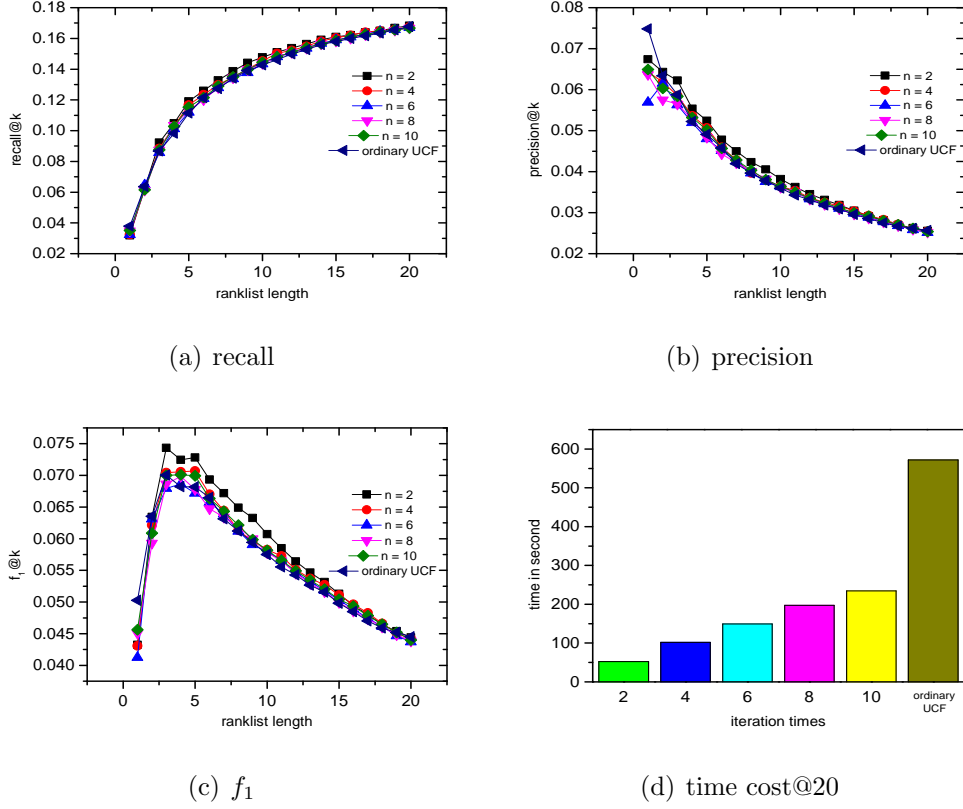 0.18
0.16
0.14
0.12
0.10
0.08
0.06
0.04
0.02
recall@k
0 5 10 15 20
ranklist length
n = 2
n = 4
n = 6
n = 8
n = 10
ordinary UCF
(a) recall
0.08
0.07
0.06
0.05
0.04
0.03
0.02
precision@k
0 5 10 15 20
ranklist length
n = 2
n = 4
n = 6
n = 8
n = 10
ordinary UCF
(b) precision
0.075
0.070
0.065
0.060
0.055
0.050
0.045
0.040
f₁@k
0 5 10 15 20
ranklist length
n = 2
n = 4
n = 6
n = 8
n = 10
ordinary UCF
(c) f₁
600
500
400
300
200
100
0
time in second
2 4 6 8 10 ordinary
UCF
iteration times
(d) time cost@20